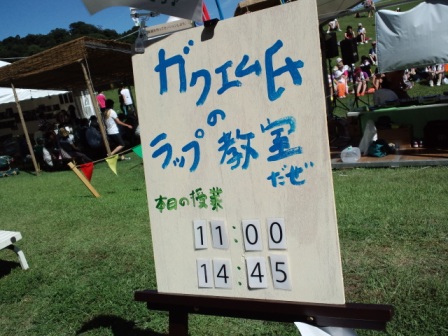 ガクエム氏
の
ラップ教室
だぜ
本日の授業
11:00
14:45